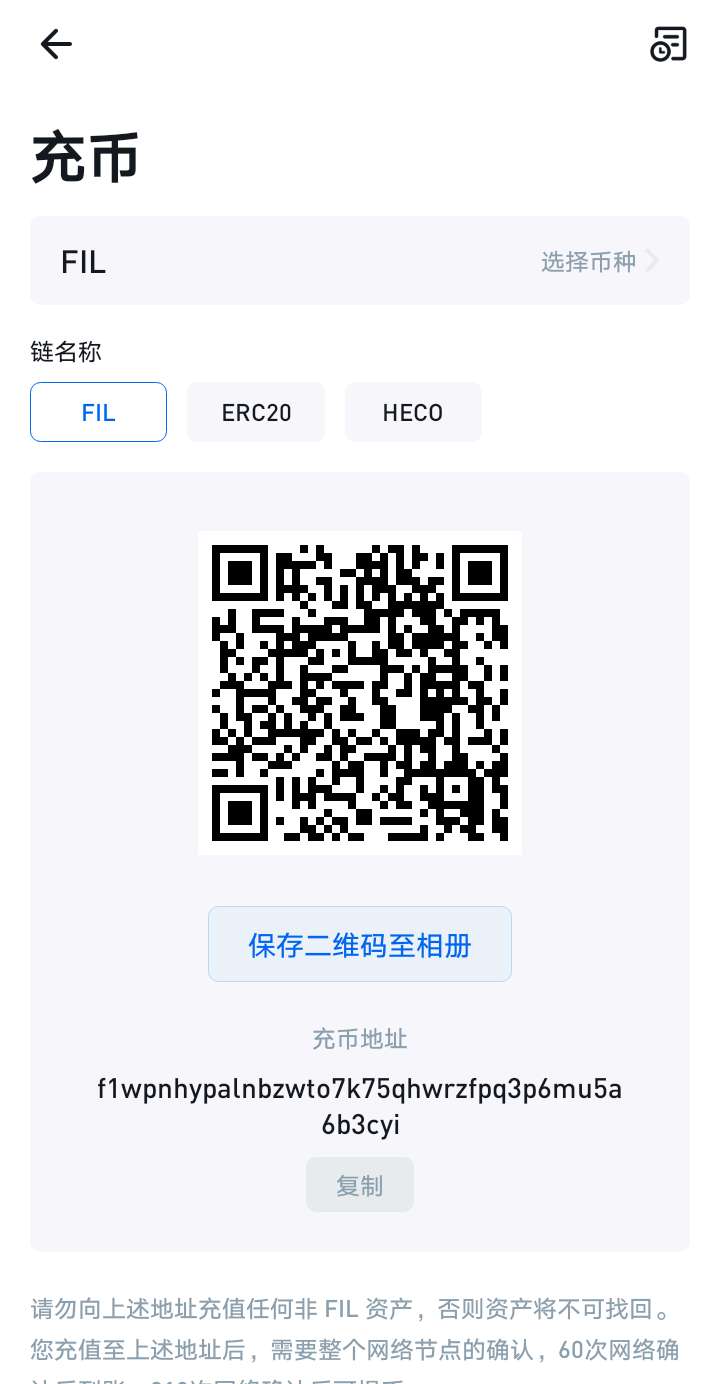 充币
FIL 选择币种
链名称
FIL ERC20 HECO
保存二维码至相册
充币地址
f1wpnhypalnbzwto7k75qhwrzfpq3p6mu5a
6b3cyi
复制
请勿向上述地址充值任何非 FIL 资产，否则资产将不可找回。
您充值至上述地址后，需要整个网络节点的确认，60次网络确